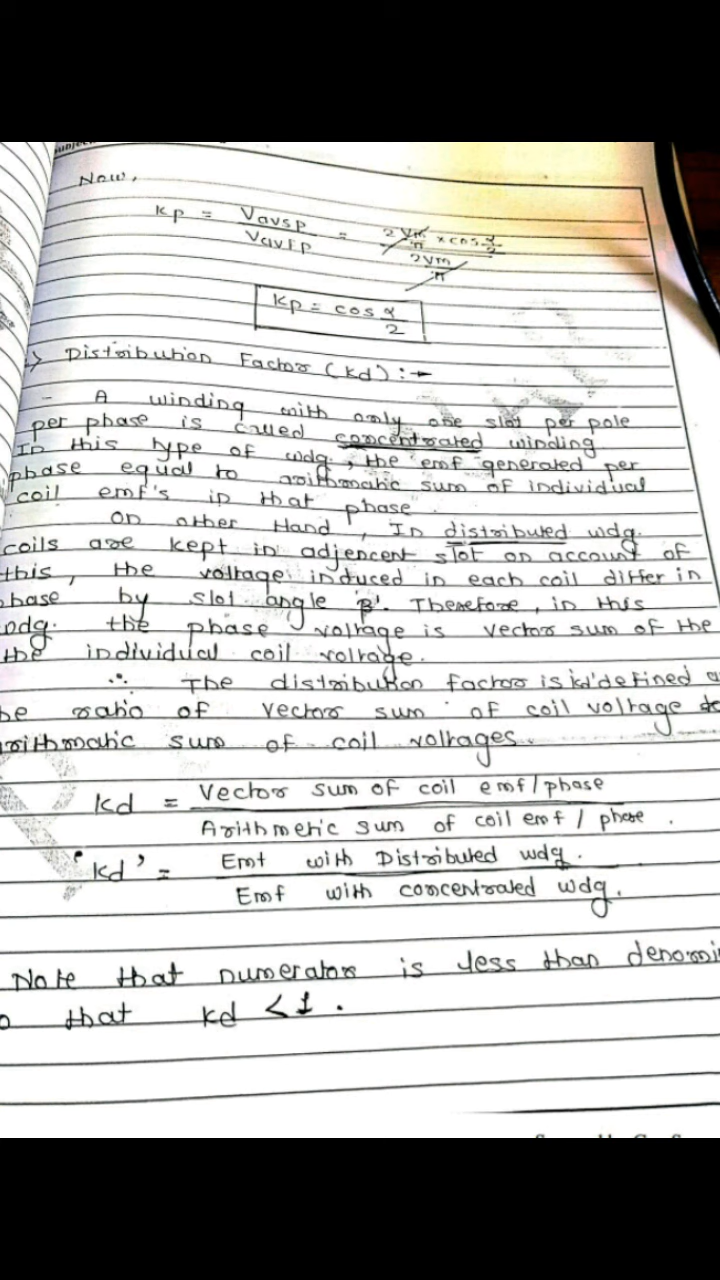 Now,
Kp = Vavsp / VavFp = 2Vm/π × cos α/2 / 2Vm/π
Kp = cos α/2
> Distribution Factor (Kd) :-
- A winding with only one slot per pole
per phase is called concentrated winding
In this type of wdg, the emf generated per
phase equal to arithmatic sum of individual
coil emf's in that phase
On other Hand, In distributed wdg.
coils are kept in adjencent slot on account of
this, the voltage induced in each coil differ in
phase by slot angle 'β'. Therefore, in this
wdg. the phase voltage is vector sum of the
the individual coil voltage.
∴ The distribution factor is 'kd' defined a
he ratio of vector sum of coil voltage to
rithmatic sum of coil voltages.
Kd = Vector sum of coil emf/phase / Arithmetic sum of coil emf / phase.
'Kd' = Emf with Distributed wdg. / Emf with concentrated wdg.
Note that numerator is less than denomi
o that kd <1.